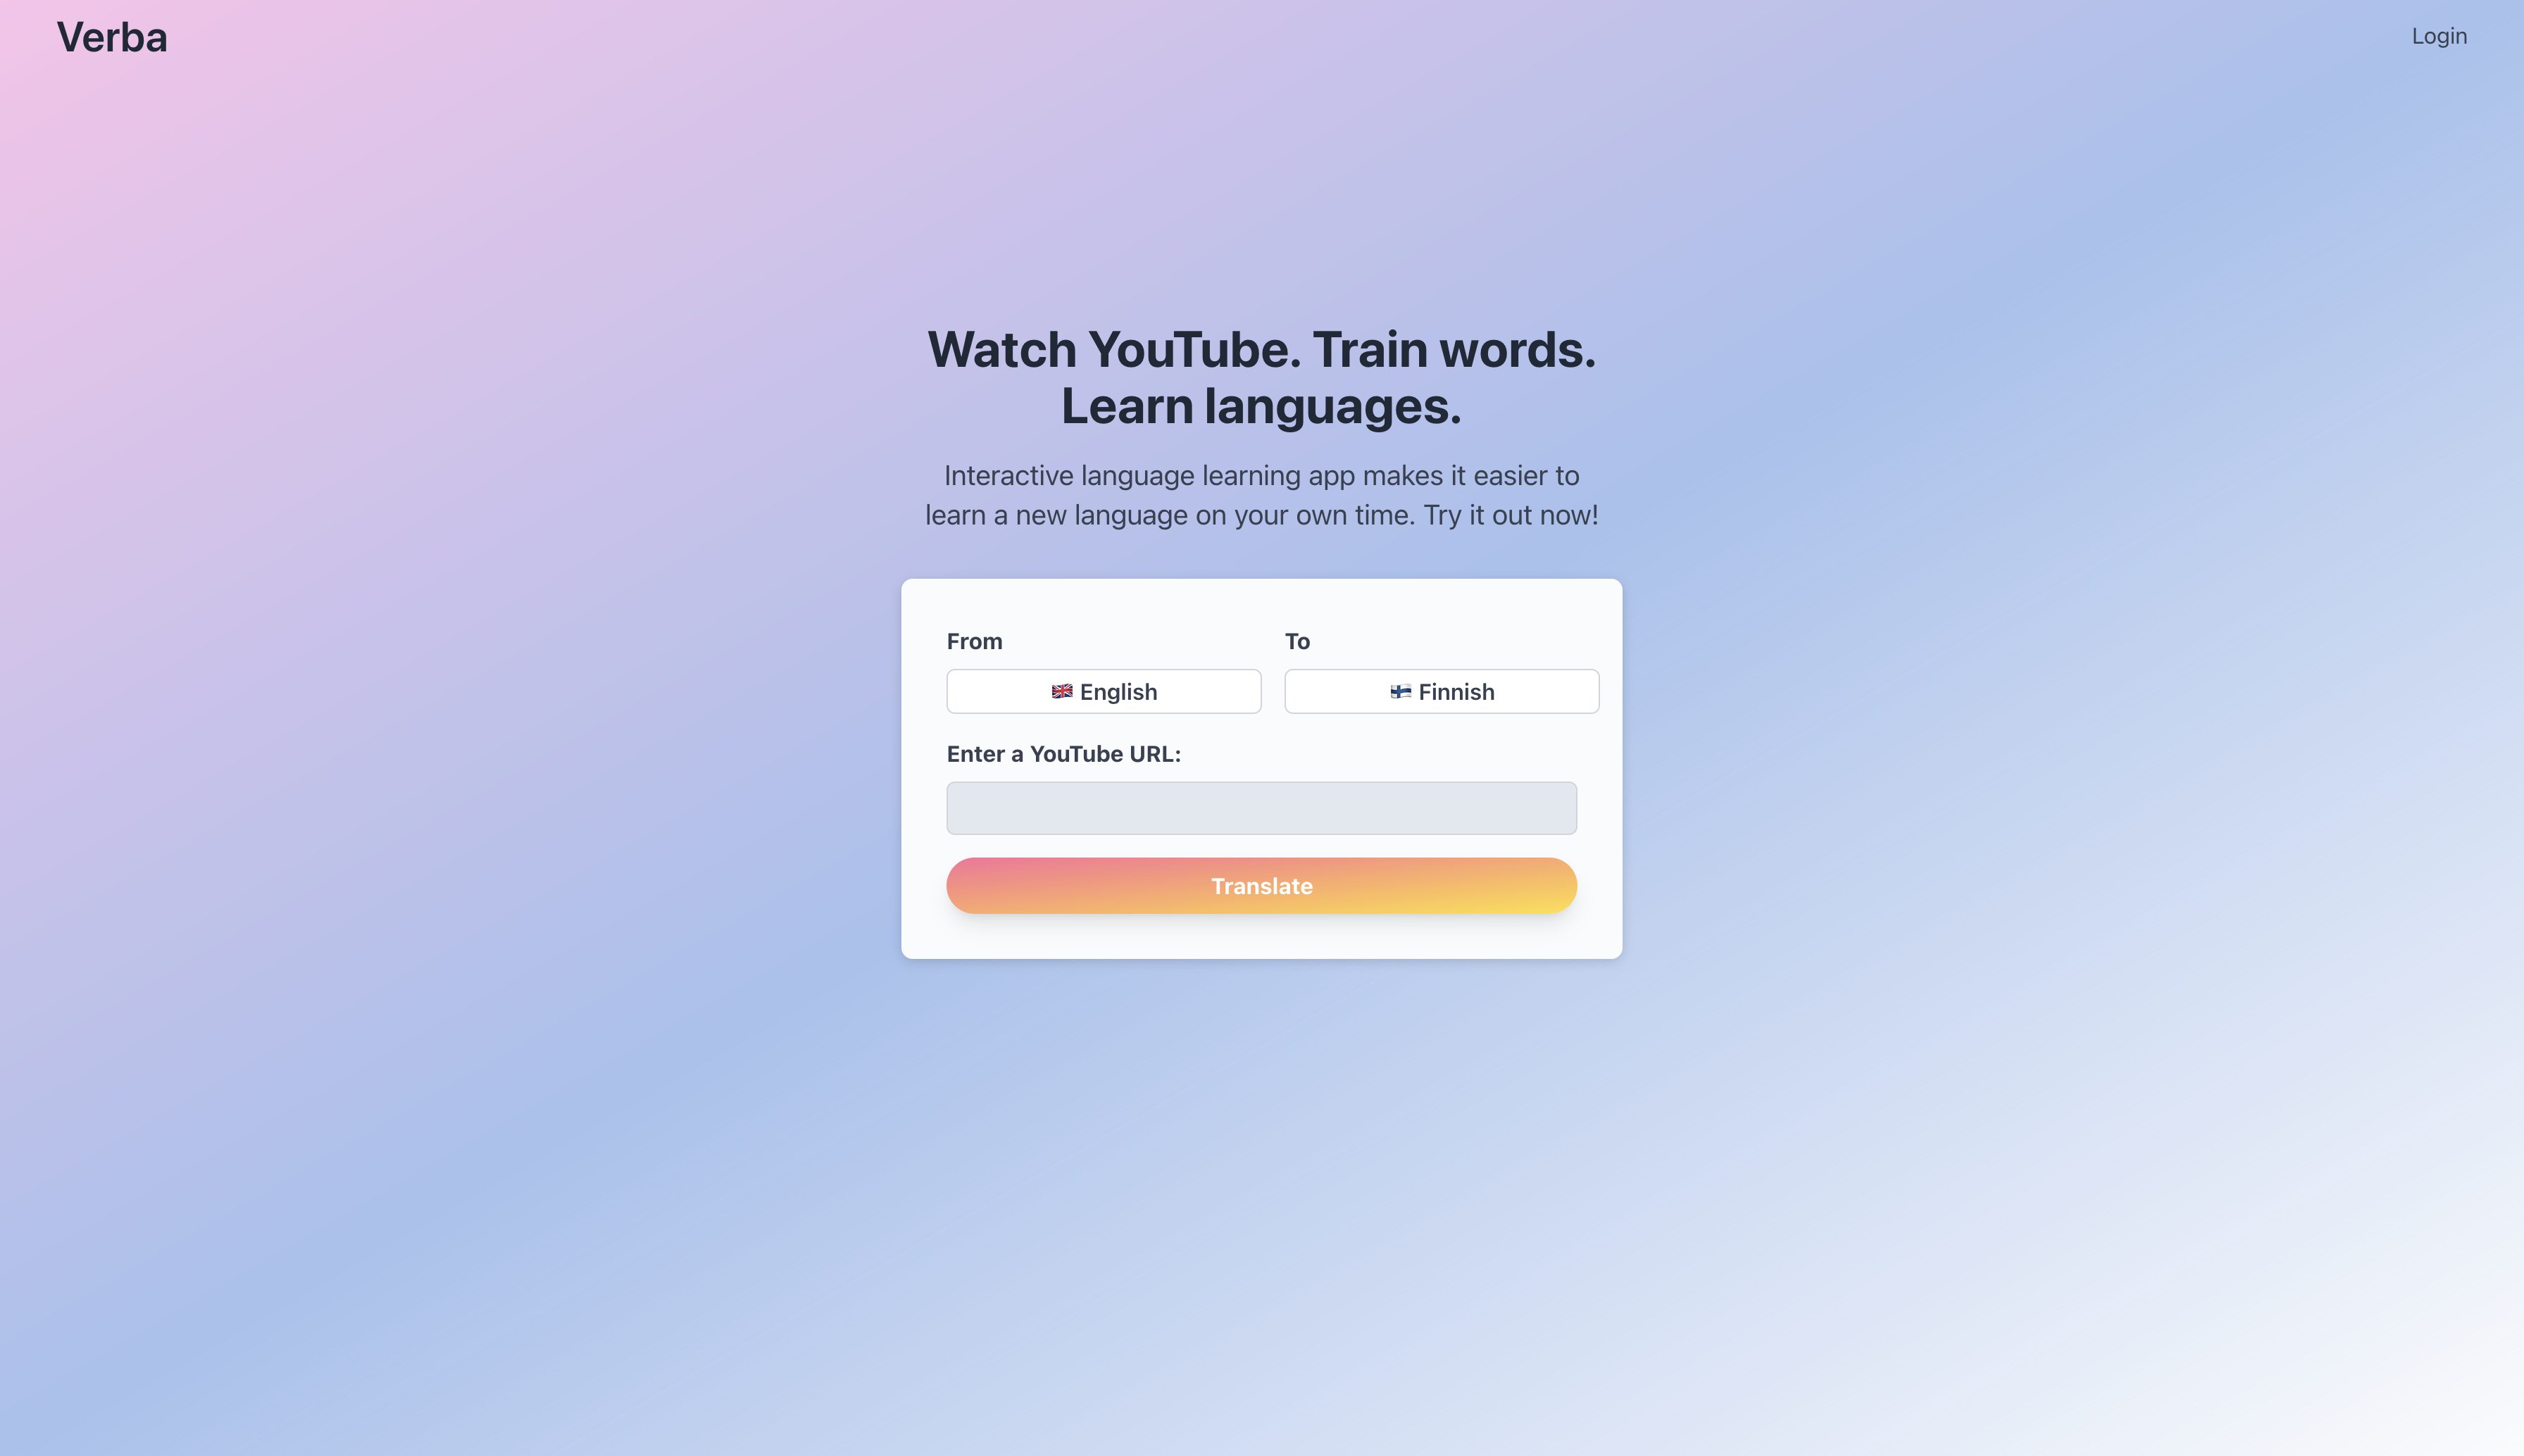 Verba
Login
Watch YouTube. Train words.
Learn languages.
Interactive language learning app makes it easier to
learn a new language on your own time. Try it out now!
From
To
🇬🇧 English
🇫🇮 Finnish
Enter a YouTube URL:
Translate